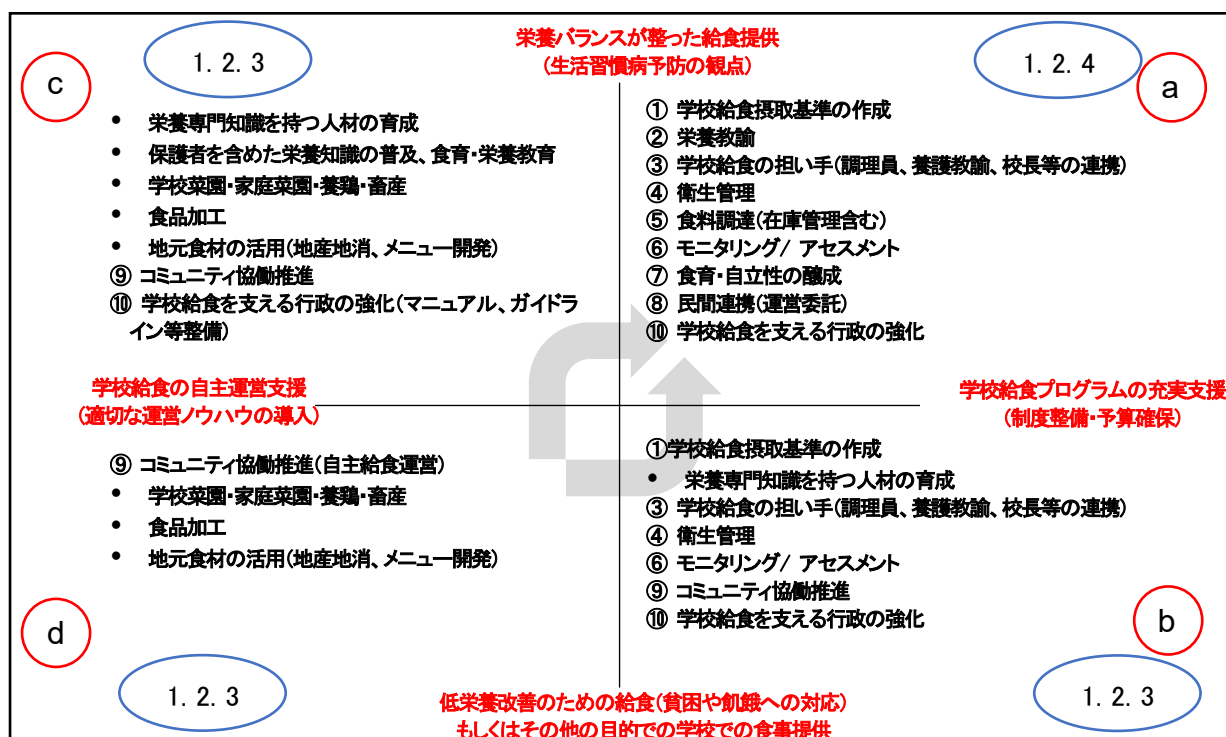 栄養バランスが整った給食提供
(生活習慣病予防の観点)
c
1. 2. 3
• 栄養専門知識を持つ人材の育成
• 保護者を含めた栄養知識の普及、食育・栄養教育
• 学校菜園・家庭菜園・養鶏・畜産
• 食品加工
• 地元食材の活用(地産地消、メニュー開発)
⑨ コミュニティ協働推進
⑩ 学校給食を支える行政の強化(マニュアル、ガイドラ
イン等整備)
1. 2. 4
a
① 学校給食摂取基準の作成
② 栄養教諭
③ 学校給食の担い手(調理員、養護教諭、校長等の連携)
④ 衛生管理
⑤ 食料調達(在庫管理含む)
⑥ モニタリング/ アセスメント
⑦ 食育・自立性の醸成
⑧ 民間連携(運営委託)
⑩ 学校給食を支える行政の強化
学校給食の自主運営支援
(適切な運営ノウハウの導入)
学校給食プログラムの充実支援
(制度整備・予算確保)
⑨ コミュニティ協働推進(自主給食運営)
• 学校菜園・家庭菜園・養鶏・畜産
• 食品加工
• 地元食材の活用(地産地消、メニュー開発)
d
1. 2. 3
①学校給食摂取基準の作成
• 栄養専門知識を持つ人材の育成
③ 学校給食の担い手(調理員、養護教諭、校長等の連携)
④ 衛生管理
⑥ モニタリング/ アセスメント
⑨ コミュニティ協働推進
⑩ 学校給食を支える行政の強化
b
1. 2. 3
低栄養改善のための給食(貧困や飢餓への対応)
もしくはその他の目的での学校での食事提供